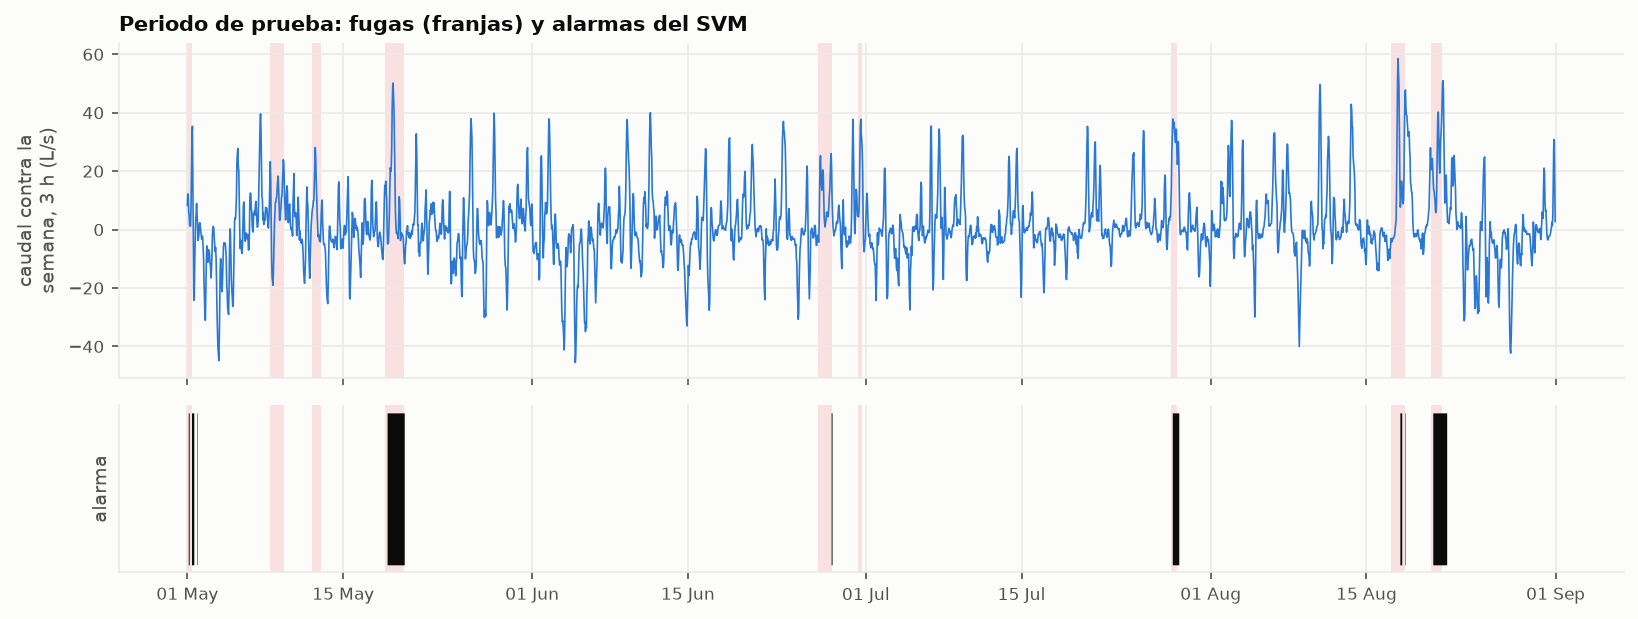 Periodo de prueba: fugas (franjas) y alarmas del SVM
caudal contra la
semana, 3 h (L/s)
60
40
20
0
−20
−40
alarma
01 May
15 May
01 Jun
15 Jun
01 Jul
15 Jul
01 Aug
15 Aug
01 Sep